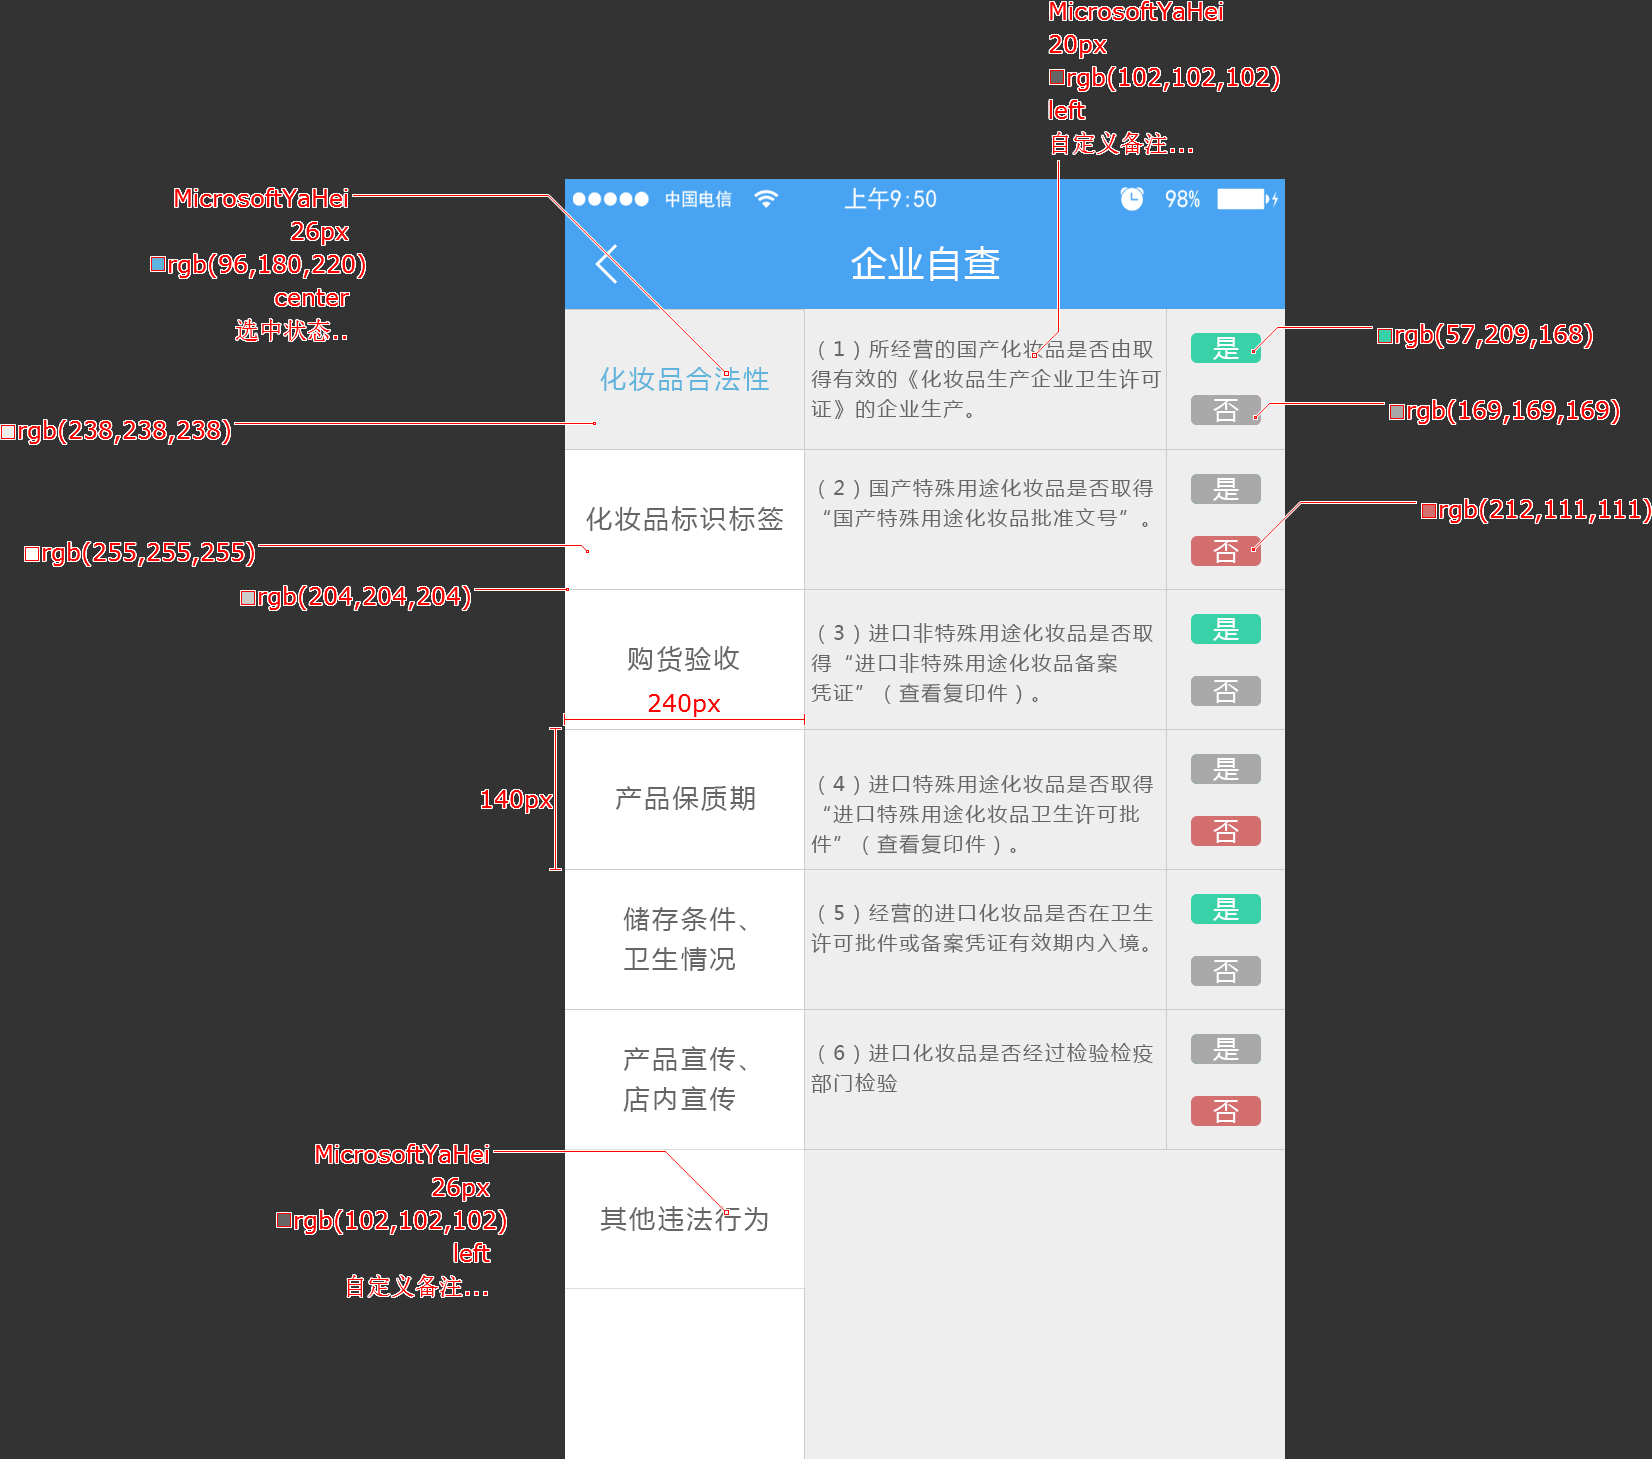 MicrosoftYaHei
20px
rgb(102,102,102)
left
自定义备注...
MicrosoftYaHei
26px
rgb(96,180,220)
center
选中状态..
中国电信
上午9:50
98%
企业自查
化妆品合法性
（1）所经营的国产化妆品是否由取
得有效的《化妆品生产企业卫生许可
证》的企业生产。
是
否
rgb(57,209,168)
rgb(169,169,169)
rgb(238,238,238)
化妆品标识标签
（2）国产特殊用途化妆品是否取得
“国产特殊用途化妆品批准文号”。
是
否
rgb(212,111,111)
rgb(255,255,255)
rgb(204,204,204)
购货验收
（3）进口非特殊用途化妆品是否取
得“进口非特殊用途化妆品备案
凭证”（查看复印件）。
是
否
240px
140px
产品保质期
（4）进口特殊用途化妆品是否取得
“进口特殊用途化妆品卫生许可批
件”（查看复印件）。
是
否
储存条件、
卫生情况
（5）经营的进口化妆品是否在卫生
许可批件或备案凭证有效期内入境。
是
否
产品宣传、
店内宣传
（6）进口化妆品是否经过检验检疫
部门检验
是
否
MicrosoftYaHei
26px
rgb(102,102,102)
left
自定义备注...
其他违法行为